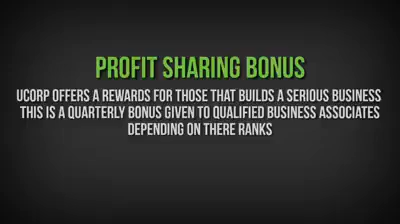 PROFIT SHARING BONUS
UCORP OFFERS A REWARDS FOR THOSE THAT BUILDS A SERIOUS BUSINESS
THIS IS A QUARTERLY BONUS GIVEN TO QUALIFIED BUSINESS ASSOCIATES
DEPENDING ON THERE RANKS